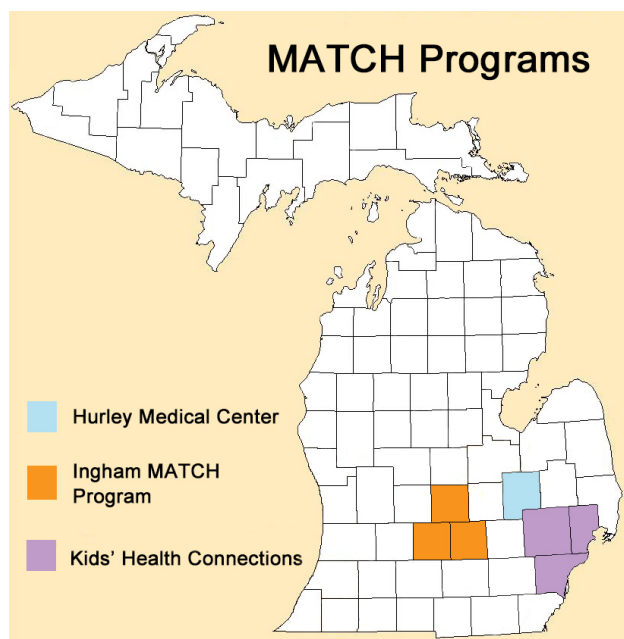 MATCH Programs
Hurley Medical Center
Ingham MATCH
Program
Kids' Health Connections